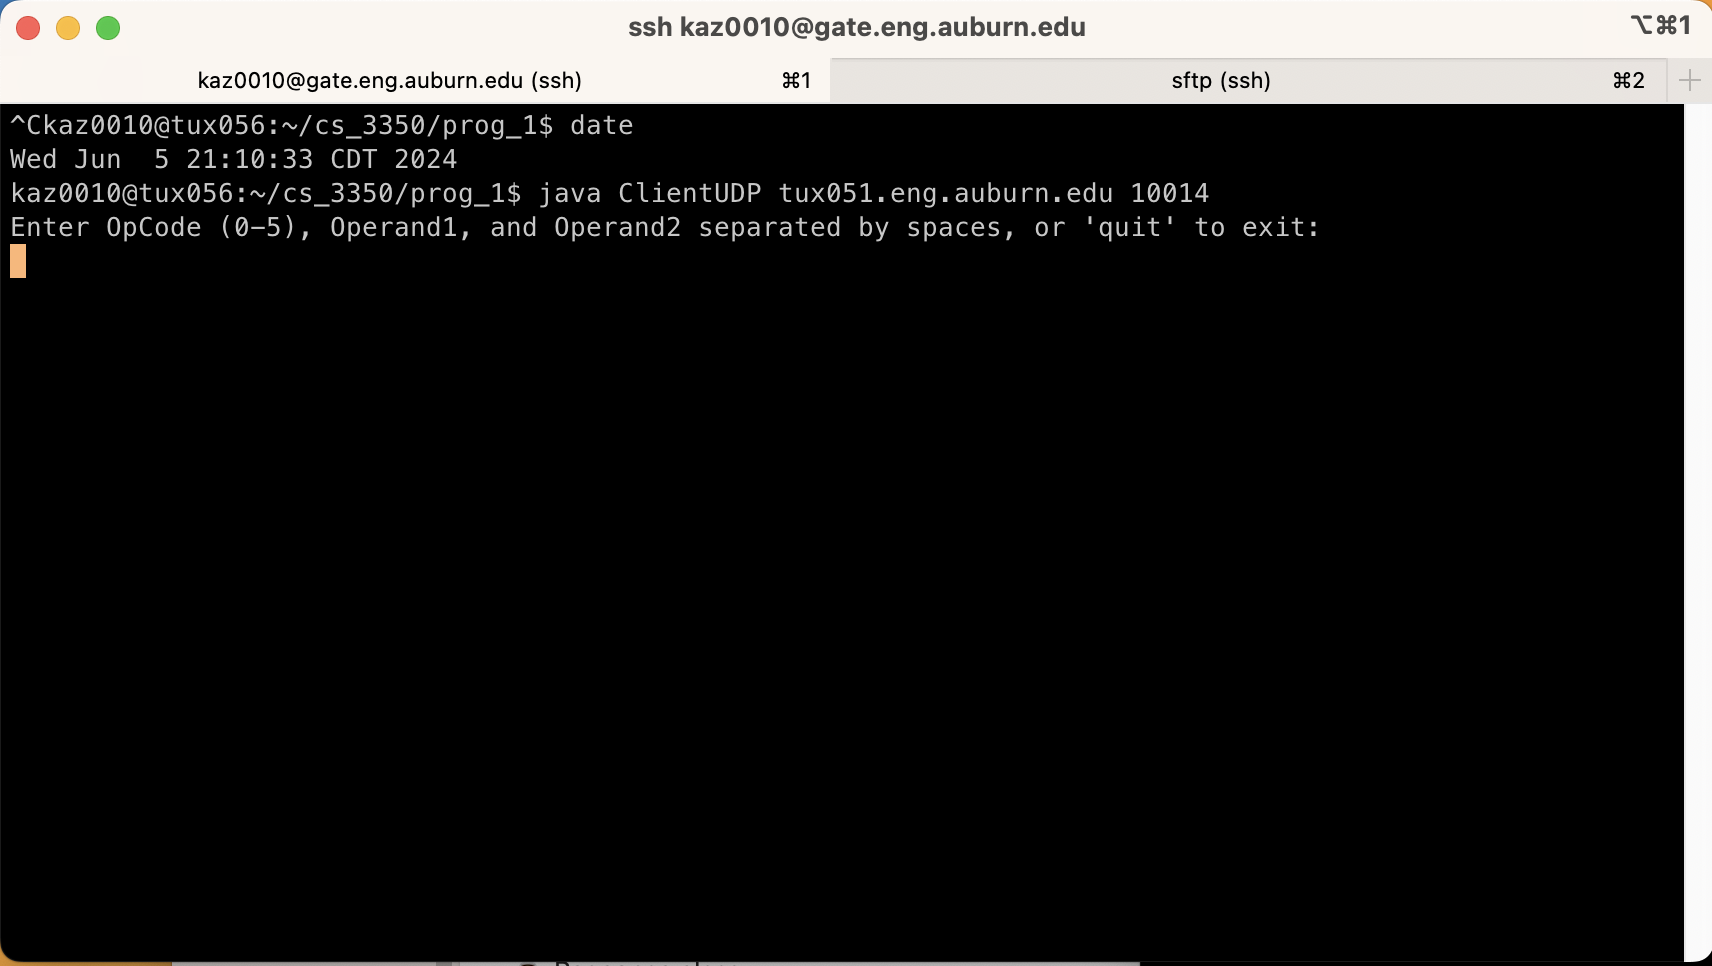 ssh kaz0010@gate.eng.auburn.edu ⌥⌘1
kaz0010@gate.eng.auburn.edu (ssh) ⌘1 sftp (ssh) ⌘2 +
^Ckaz0010@tux056:~/cs_3350/prog_1$ date
Wed Jun  5 21:10:33 CDT 2024
kaz0010@tux056:~/cs_3350/prog_1$ java ClientUDP tux051.eng.auburn.edu 10014
Enter OpCode (0-5), Operand1, and Operand2 separated by spaces, or 'quit' to exit: